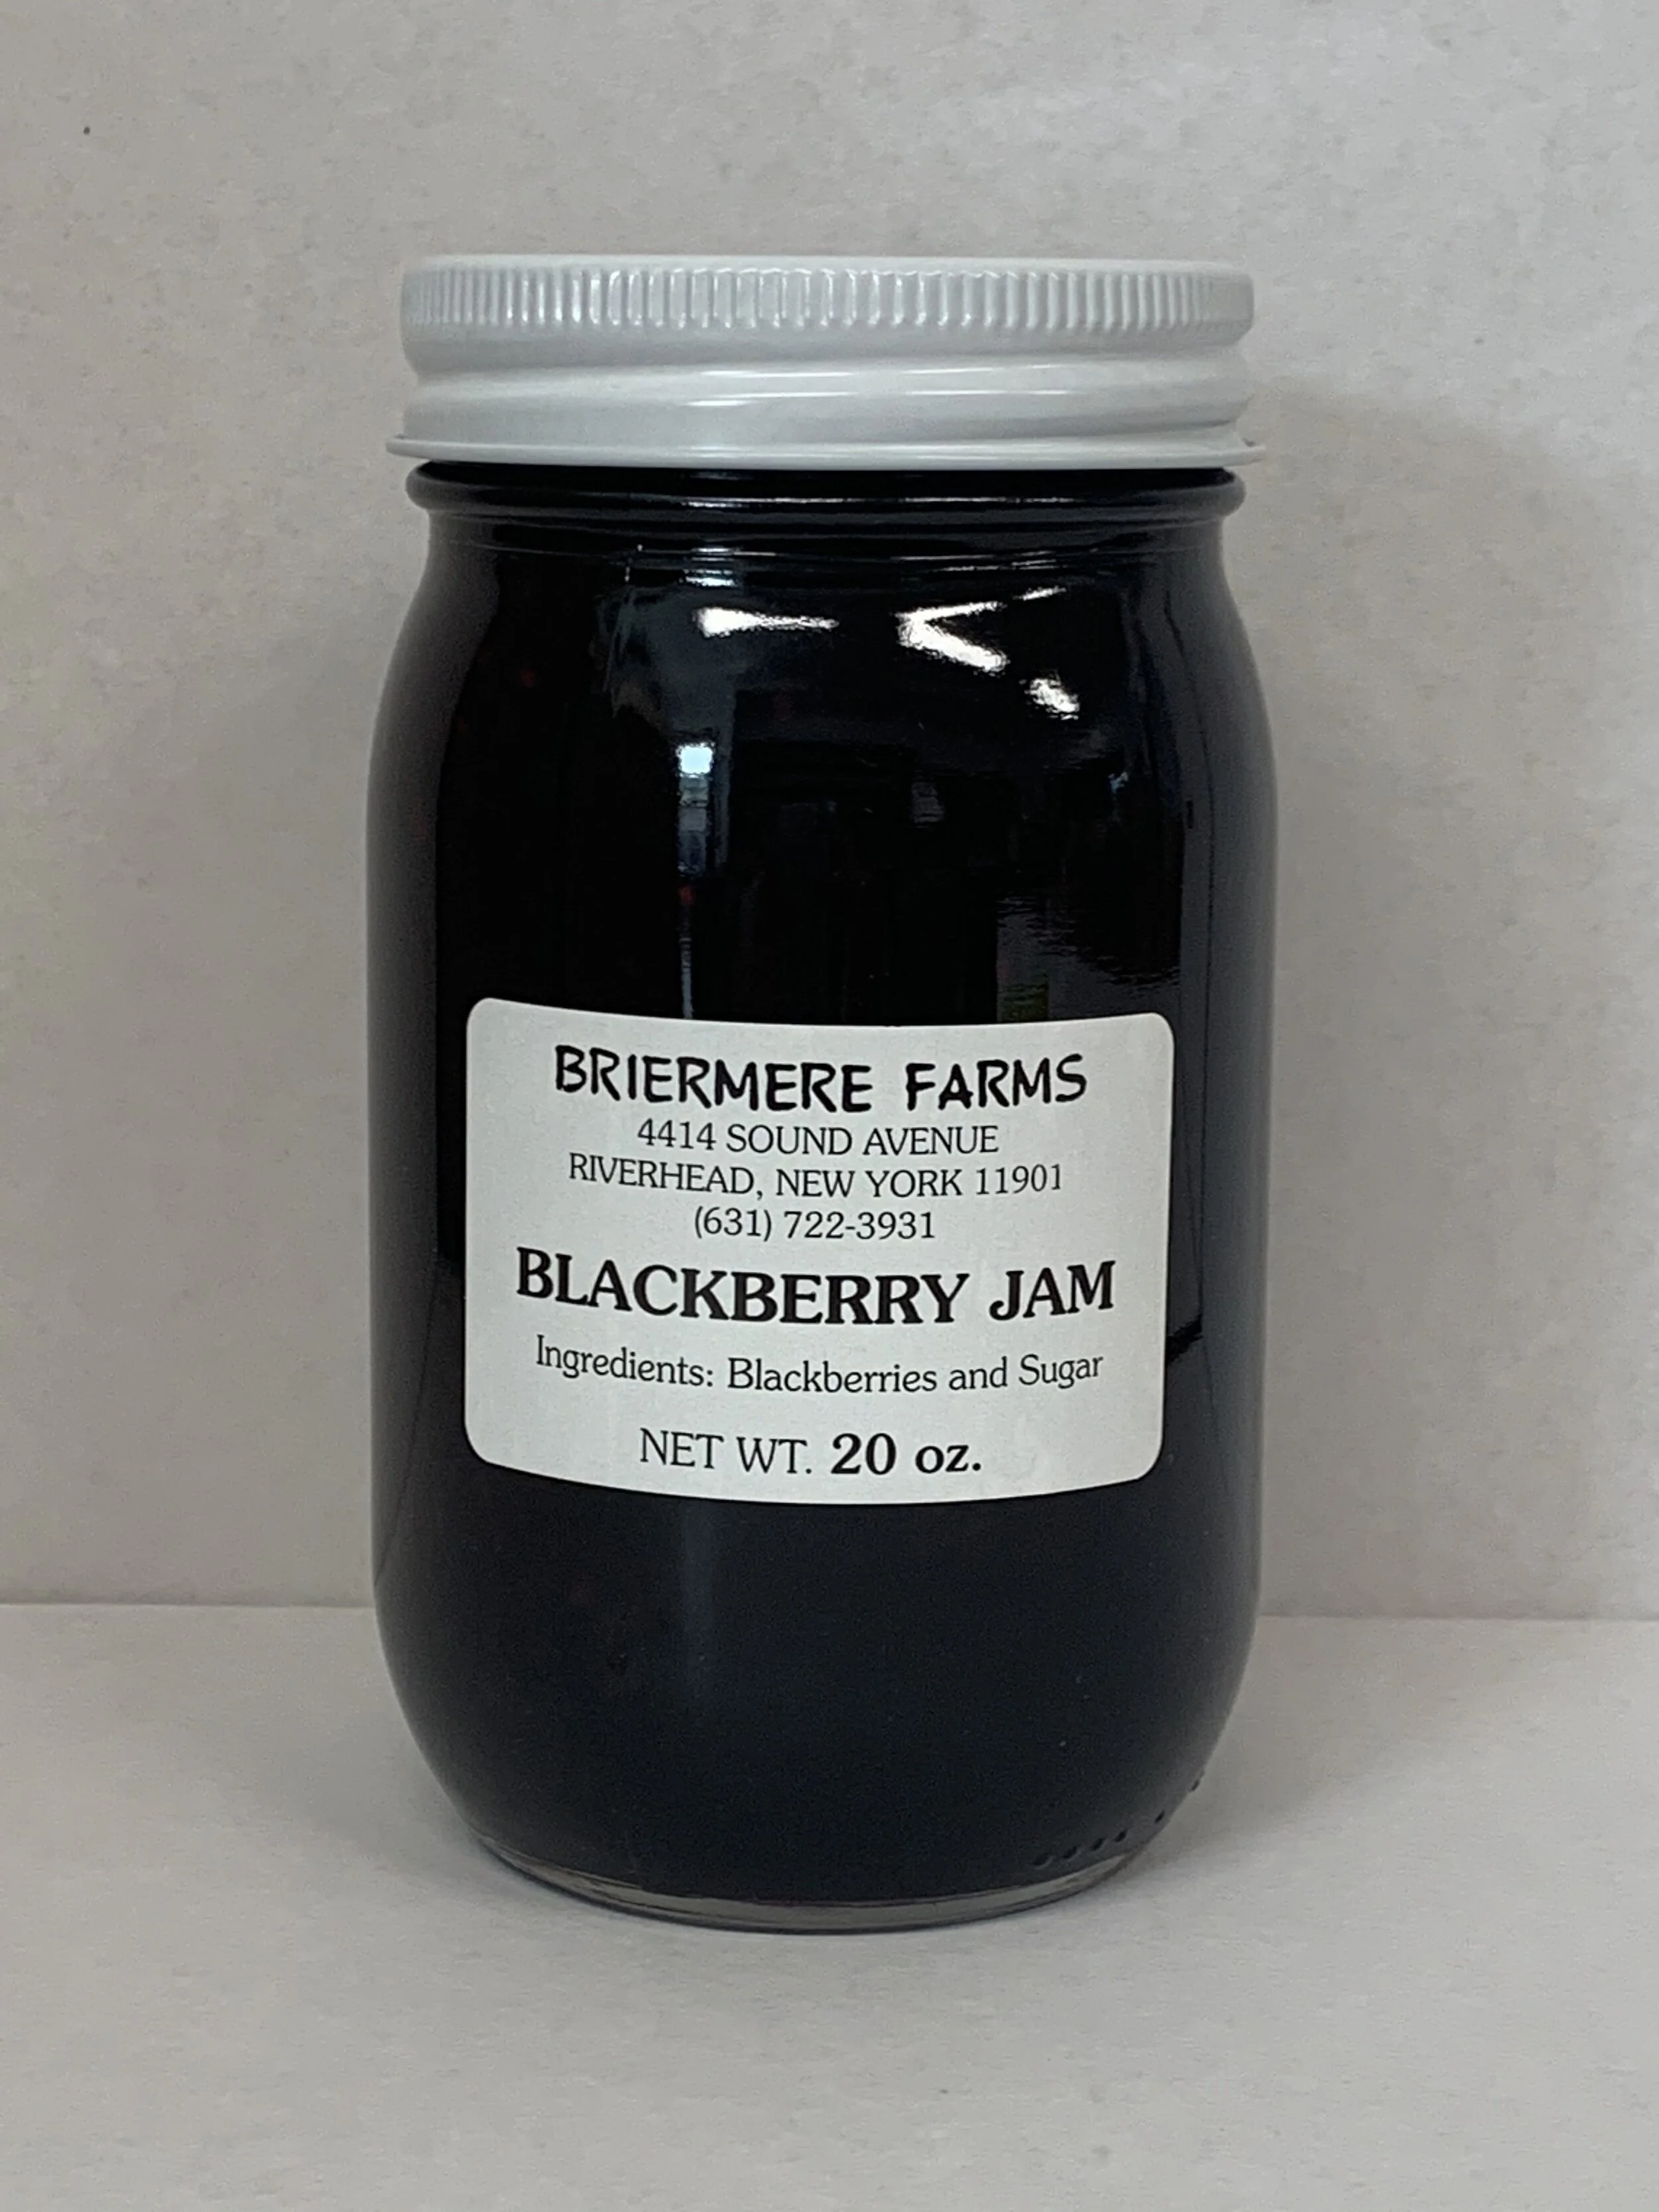 BRIERMERE FARMS
4414 SOUND AVENUE
RIVERHEAD, NEW YORK 11901
(631) 722-3931
BLACKBERRY JAM
Ingredients: Blackberries and Sugar
NET WT. 20 oz.